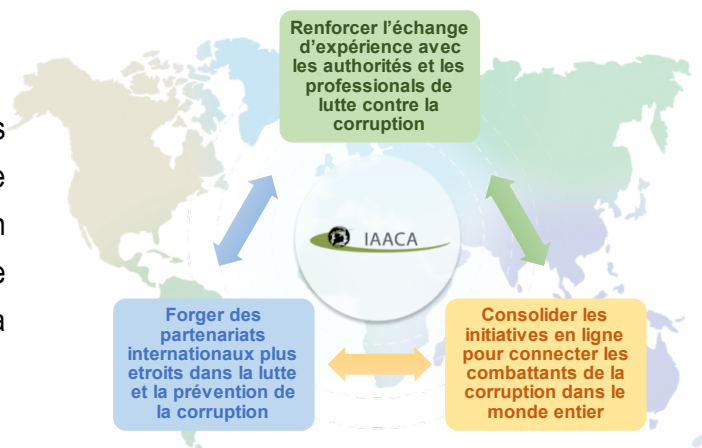 Renforcer l'échange
d'expérience avec
les authorités et les
professionals de
lutte contre la
corruption
s
e
n
e
a
IAACA
Forger des
partenariats
internationaux plus
etroits dans la lutte
et la prévention de
la corruption
Consolider les
initiatives en ligne
pour connecter les
combattants de la
corruption dans le
monde entier